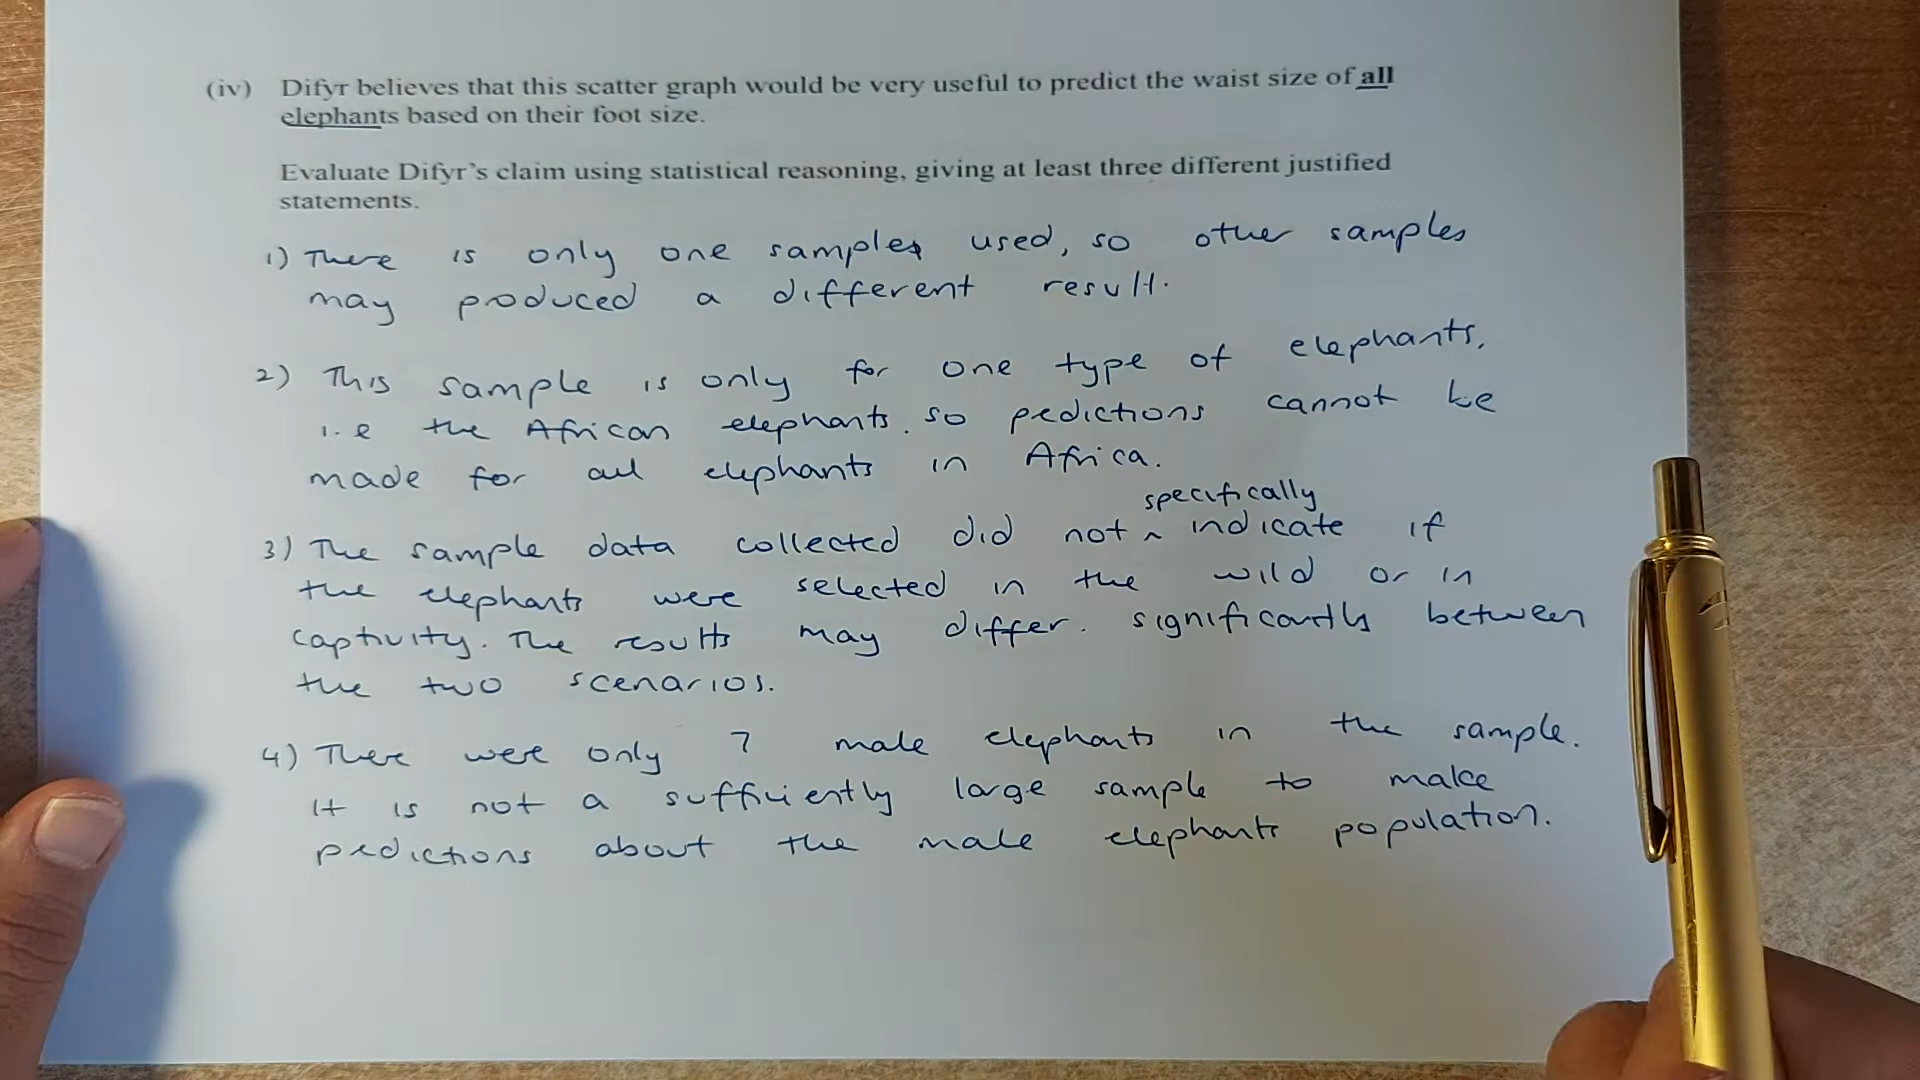 (iv) Difyr believes that this scatter graph would be very useful to predict the waist size of all
elephants based on their foot size.
Evaluate Difyr's claim using statistical reasoning, giving at least three different justified
statements.
1) There is only one samples used, so other samples
may produced a different result.
2) This sample is only for one type of elephants,
i.e the African elephants. so pedictions cannot be
made for all elephants in Africa.
specifically
3) The sample data collected did not ^ indicate if
the elephants were selected in the wild or in
captivity. The results may differ. significantly between
the two scenarios.
4) There were only 7 male elephants in the sample.
It is not a sufficiently large sample to make
pedictions about the male elephants population.